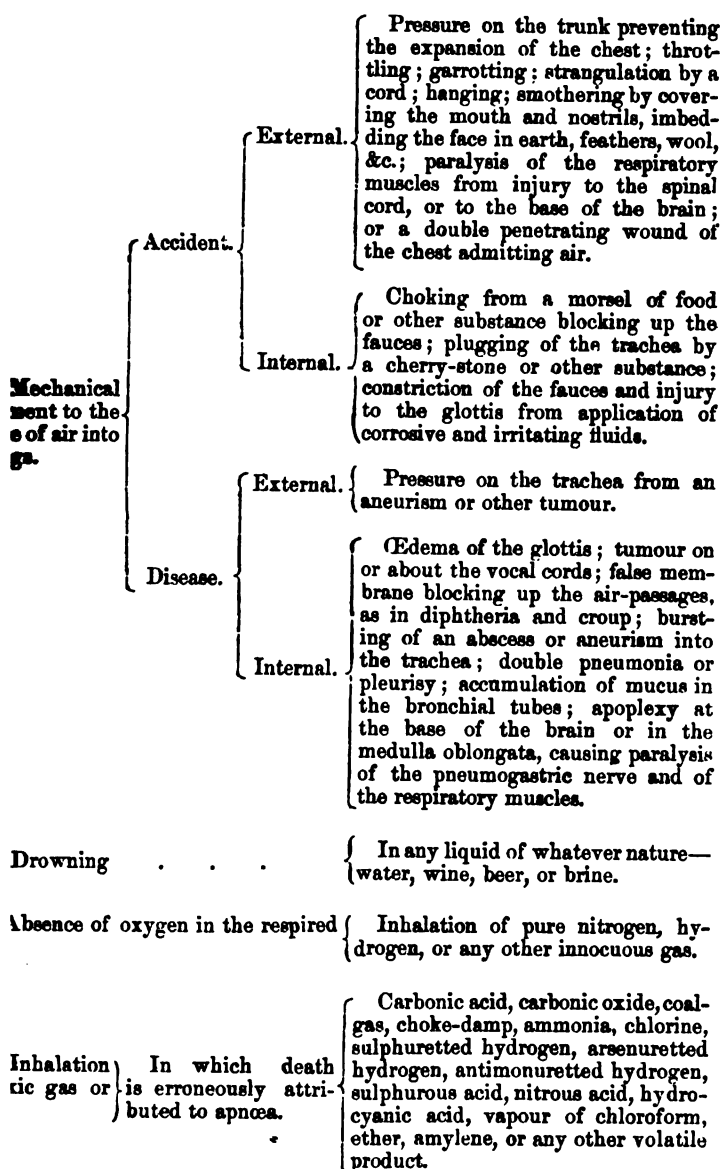 Pressure on the trunk preventing
the expansion of the chest; throt-
tling; garrotting; strangulation by a
cord; hanging; smothering by cover-
ing the mouth and nostrils, imbed-
External. ding the face in earth, feathers, wool,
&c.; paralysis of the respiratory
muscles from injury to the spinal
cord, or to the base of the brain;
or a double penetrating wound of
Accident. the chest admitting air.
Choking from a morsel of food
or other substance blocking up the
fauces; plugging of the trachea by
Internal. a cherry-stone or other substance;
constriction of the fauces and injury
to the glottis from application of
corrosive and irritating fluids.
Mechanical
ment to the
e of air into
gs.
External. Pressure on the trachea from an
aneurism or other tumour.
Disease.
Œdema of the glottis; tumour on
or about the vocal cords; false mem-
brane blocking up the air-passages,
as in diphtheria and croup; burst-
ing of an abscess or aneurism into
Internal. the trachea; double pneumonia or
pleurisy; accumulation of mucus in
the bronchial tubes; apoplexy at
the base of the brain or in the
medulla oblongata, causing paralysis
of the pneumogastric nerve and of
the respiratory muscles.
Drowning . . . In any liquid of whatever nature—
water, wine, beer, or brine.
Absence of oxygen in the respired Inhalation of pure nitrogen, hy-
drogen, or any other innocuous gas.
Carbonic acid, carbonic oxide, coal-
gas, choke-damp, ammonia, chlorine,
sulphuretted hydrogen, arsenuretted
Inhalation In which death hydrogen, antimonuretted hydrogen,
ric gas or is erroneously attri- sulphurous acid, nitrous acid, hydro-
buted to apnœa. cyanic acid, vapour of chloroform,
ether, amylene, or any other volatile
product.